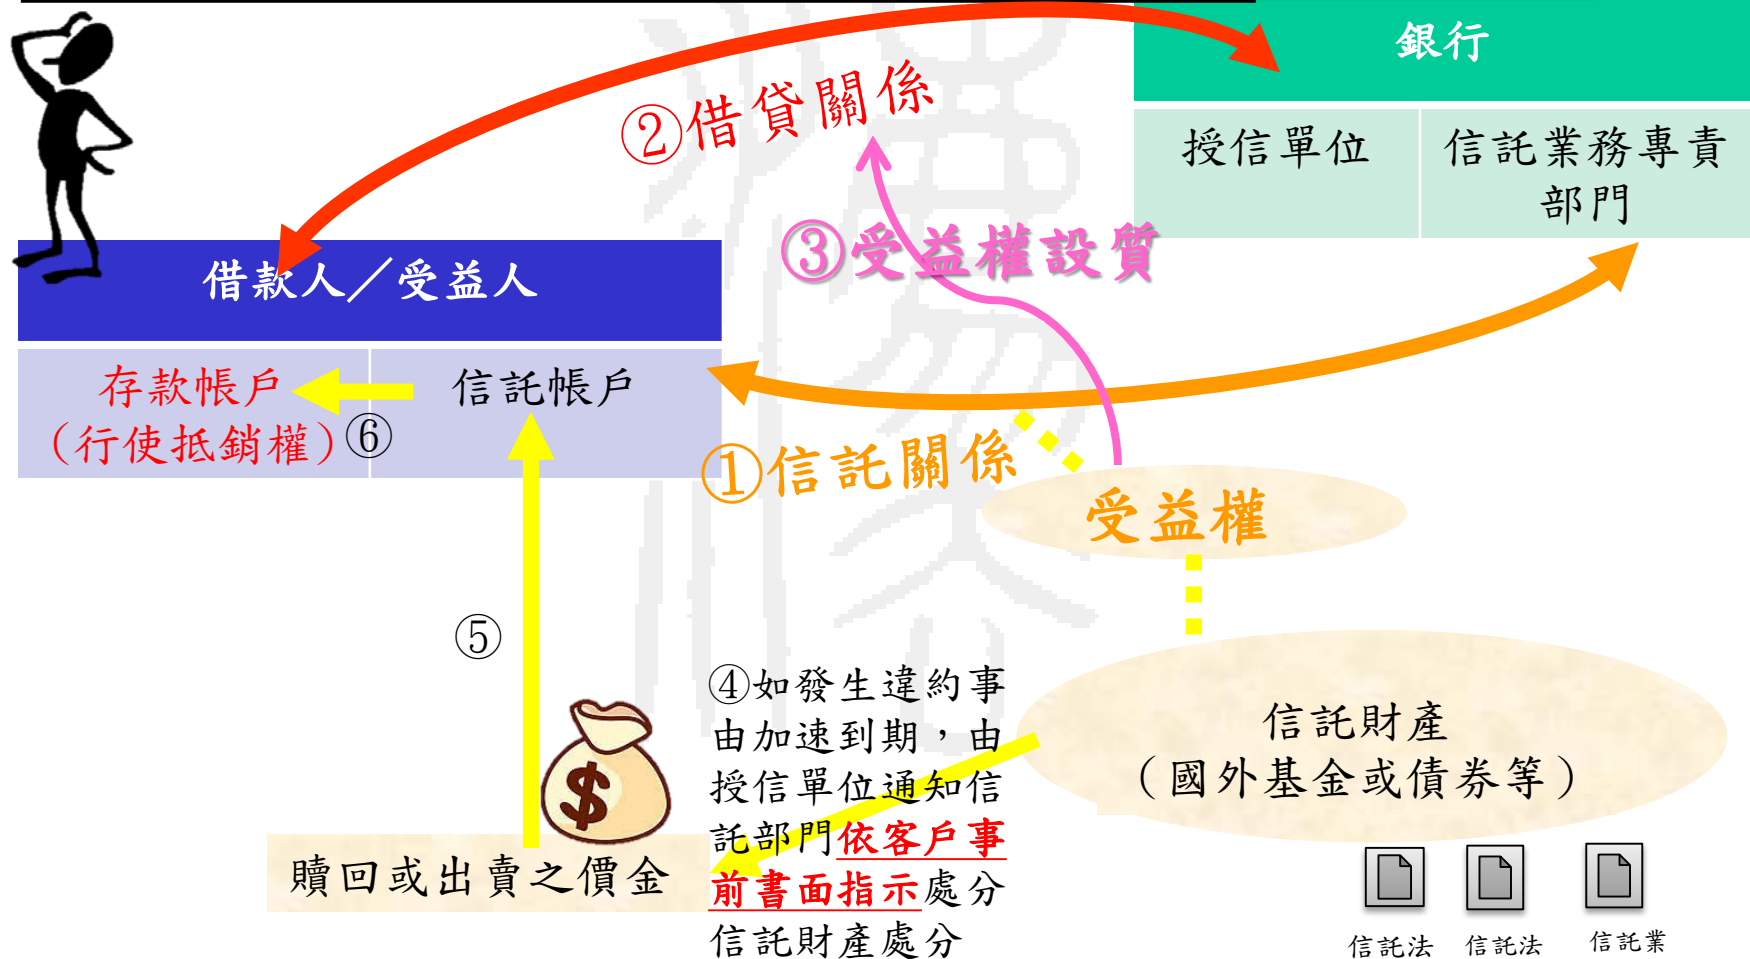 銀行
授信單位
信託業務專責
部門
②借貸關係
③受益權設質
借款人／受益人
存款帳戶
（行使抵銷權）
⑥
信託帳戶
①信託關係
受益權
⑤
④如發生違約事
由加速到期，由
授信單位通知信
託部門依客戶事
前書面指示處分
信託財產處分
信託財產
（國外基金或債券等）
$
贖回或出賣之價金
信託法
信託法
信託業